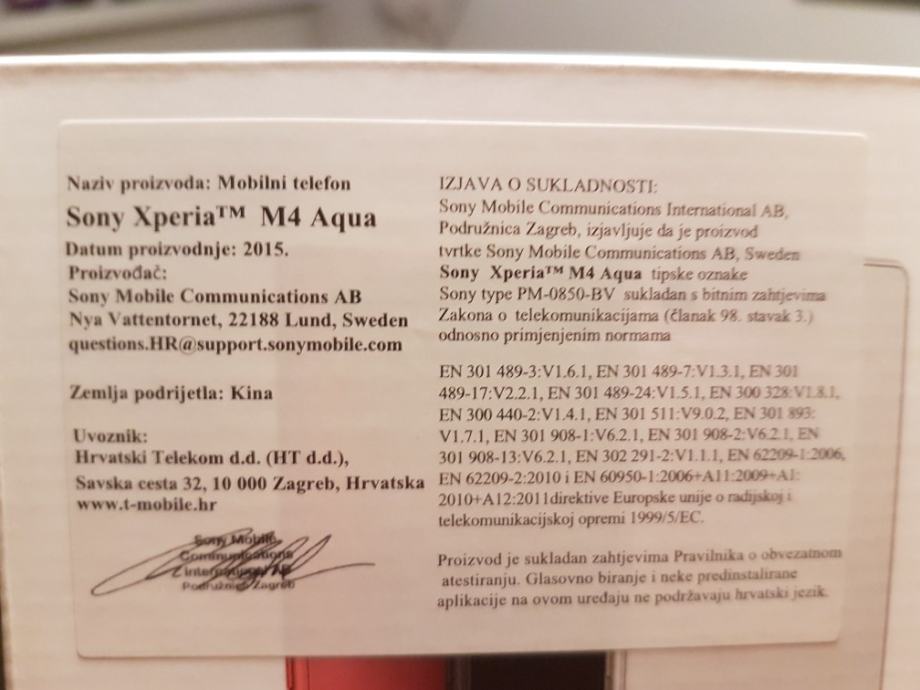 Naziv proizvoda: Mobilni telefon
Sony Xperia™ M4 Aqua
Datum proizvodnje: 2015.
Proizvođač:
Sony Mobile Communications AB
Nya Vattentornet, 22188 Lund, Sweden
questions.HR@support.sonymobile.com
Zemlja podrijetla: Kina
Uvoznik:
Hrvatski Telekom d.d. (HT d.d.),
Savska cesta 32, 10 000 Zagreb, Hrvatska
www.t-mobile.hr
Sony Mobile
Communications
International AB
Podružnica Zagreb
IZJAVA O SUKLADNOSTI:
Sony Mobile Communications International AB,
Podružnica Zagreb, izjavljuje da je proizvod
tvrtke Sony Mobile Communications AB, Sweden
Sony Xperia™ M4 Aqua tipske oznake
Sony type PM-0850-BV sukladan s bitnim zahtjevima
Zakona o telekomunikacijama (članak 98. stavak 3.)
odnosno primjenjenim normama
EN 301 489-3:V1.6.1, EN 301 489-7:V1.3.1, EN 301
489-17:V2.2.1, EN 301 489-24:V1.5.1, EN 300 328:V1.8.1,
EN 300 440-2:V1.4.1, EN 301 511:V9.0.2, EN 301 893:
V1.7.1, EN 301 908-1:V6.2.1, EN 301 908-2:V6.2.1, EN
301 908-13:V6.2.1, EN 302 291-2:V1.1.1, EN 62209-1:2006,
EN 62209-2:2010 i EN 60950-1:2006+A11:2009+A1:
2010+A12:2011direktive Europske unije o radijskoj i
telekomunikacijskoj opremi 1999/5/EC.
Proizvod je sukladan zahtjevima Pravilnika o obvezatnom
atestiranju. Glasovno biranje i neke predinstalirane
aplikacije na ovom uređaju ne podržavaju hrvatski jezik.